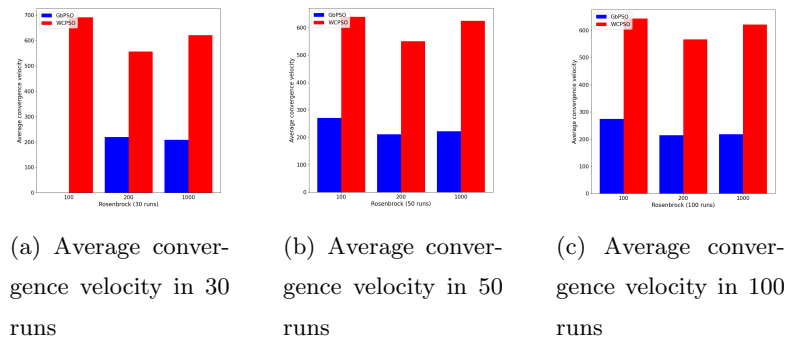 GbPSO
WCPSO
Average convergence velocity
700
600
500
400
300
200
100
0
100
200
1000
Rosenbrock (30 runs)
GbPSO
WCPSO
Average convergence velocity
600
500
400
300
200
100
0
100
200
1000
Rosenbrock (50 runs)
GbPSO
WCPSO
Average convergence velocity
600
500
400
300
200
100
0
100
200
1000
Rosenbrock (100 runs)
(a) Average conver-
gence velocity in 30
runs
(b) Average conver-
gence velocity in 50
runs
(c) Average conver-
gence velocity in 100
runs